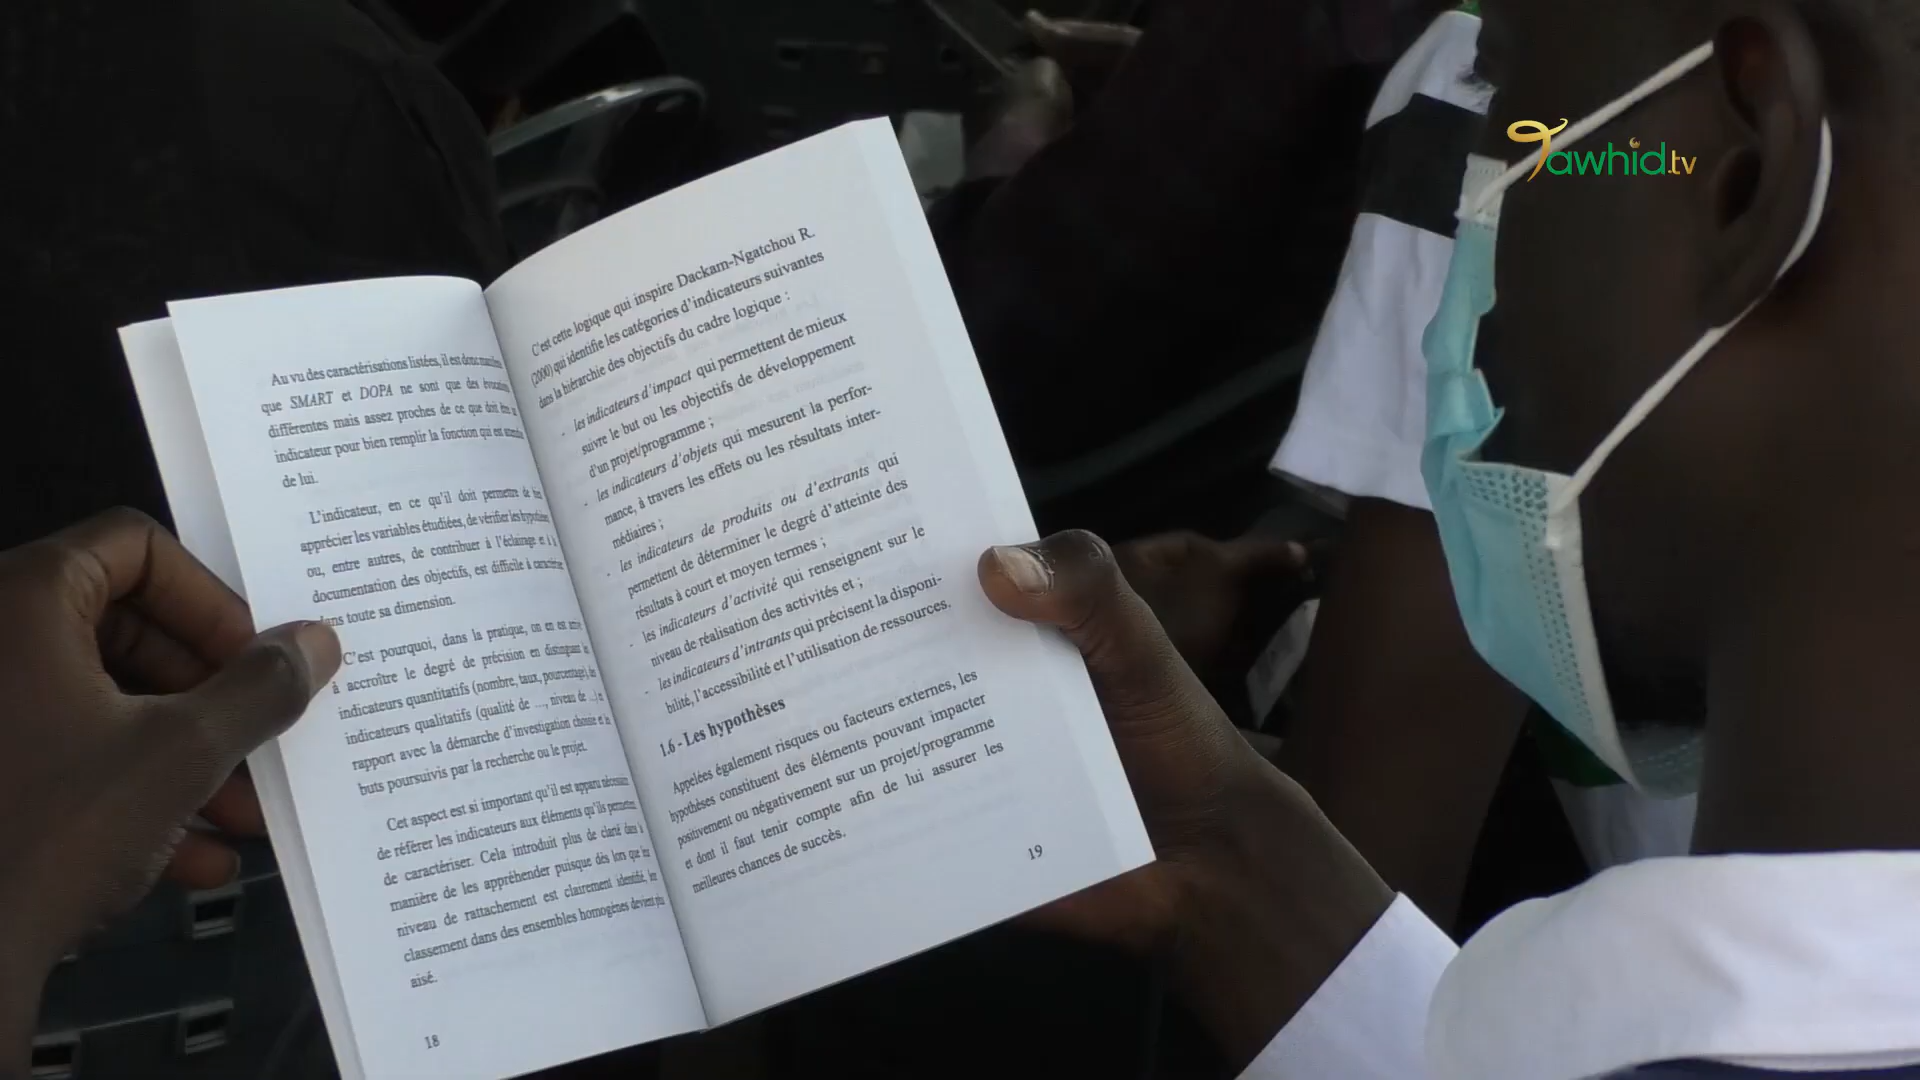 Au vu des caractérisations listées, il est donc
que SMART et DOPA ne sont que des évocations
différentes mais assez proches de ce que doit être
indicateur pour bien remplir la fonction qui est attendue
de lui.
L'indicateur, en ce qu'il doit permettre de
apprécier les variables étudiées, de vérifier les hypothèses
ou, entre autres, de contribuer à l'éclairage et à
documentation des objectifs, est difficile à caractériser
dans toute sa dimension.
C'est pourquoi, dans la pratique, on en est
à accroître le degré de précision en distinguant
indicateurs quantitatifs (nombre, taux, pourcentage), des
indicateurs qualitatifs (qualité de ..., niveau de ...)
rapport avec la démarche d'investigation choisie et
buts poursuivis par la recherche ou le projet.
Cet aspect est si important qu'il est apparu nécessaire
de référer les indicateurs aux éléments qu'ils permettent
de caractériser. Cela introduit plus de clarté dans
manière de les appréhender puisque dès lors que
niveau de rattachement est clairement identifié,
classement dans des ensembles homogènes devient plus
aisé.
18
C'est cette logique qui inspire Dackam-Ngatchou R.
(2000) qui identifie les catégories d'indicateurs suivantes
dans la hiérarchie des objectifs du cadre logique :
- les indicateurs d'impact qui permettent de mieux
suivre le but ou les objectifs de développement
d'un projet/programme ;
- les indicateurs d'objets qui mesurent la perfor-
mance, à travers les effets ou les résultats inter-
médiaires ;
- les indicateurs de produits ou d'extrants qui
permettent de déterminer le degré d'atteinte des
résultats à court et moyen termes ;
- les indicateurs d'activité qui renseignent sur le
niveau de réalisation des activités et ;
- les indicateurs d'intrants qui précisent la disponi-
bilité, l'accessibilité et l'utilisation de ressources.
1.6 - Les hypothèses
Appelées également risques ou facteurs externes, les
hypothèses constituent des éléments pouvant impacter
positivement ou négativement sur un projet/programme
et dont il faut tenir compte afin de lui assurer les
meilleures chances de succès.
19
Tawhid.tv